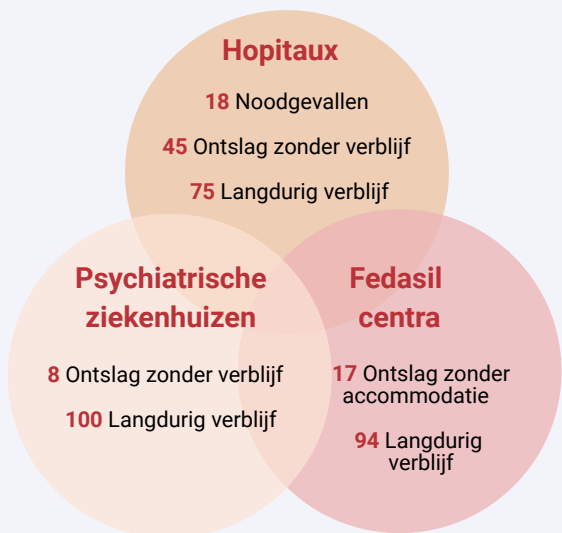 Hopitaux
18 Noodgevallen
45 Ontslag zonder verblijf
75 Langdurig verblijf
Psychiatrische
ziekenhuizen
8 Ontslag zonder verblijf
100 Langdurig verblijf
Fedasil
centra
17 Ontslag zonder
accommodatie
94 Langdurig
verblijf